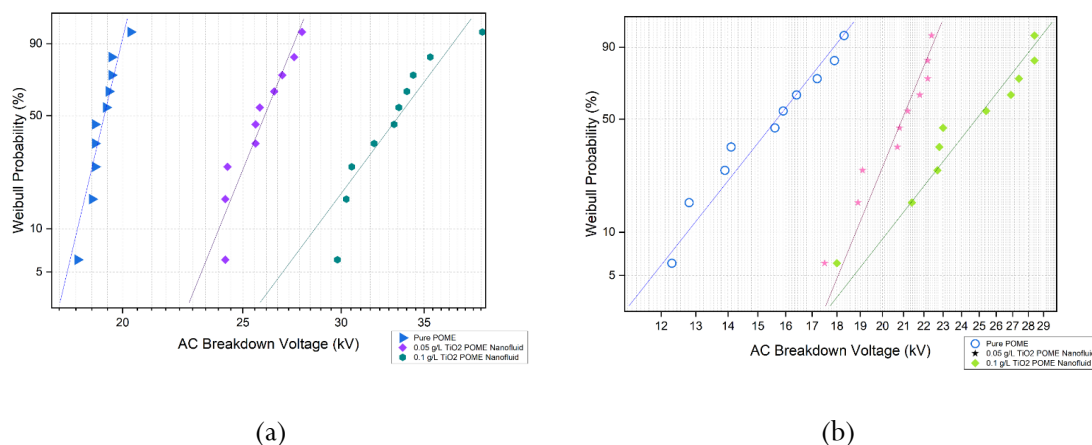 (a)
90
50
10
5
Weibull Probability (%)
20
25
30
35
AC Breakdown Voltage (kV)
Pure POME
0.05 g/L TiO2 POME Nanofluid
0.1 g/L TiO2 POME Nanofluid
(b)
90
50
10
5
Weibull Probability (%)
12 13 14 15 16 17 18 19 20 21 22 23 24 25 26 27 28 29
AC Breakdown Voltage (kV)
Pure POME
0.05 g/L TiO2 POME Nanofluid
0.1 g/L TiO2 POME Nanofluid
(a)
(b)